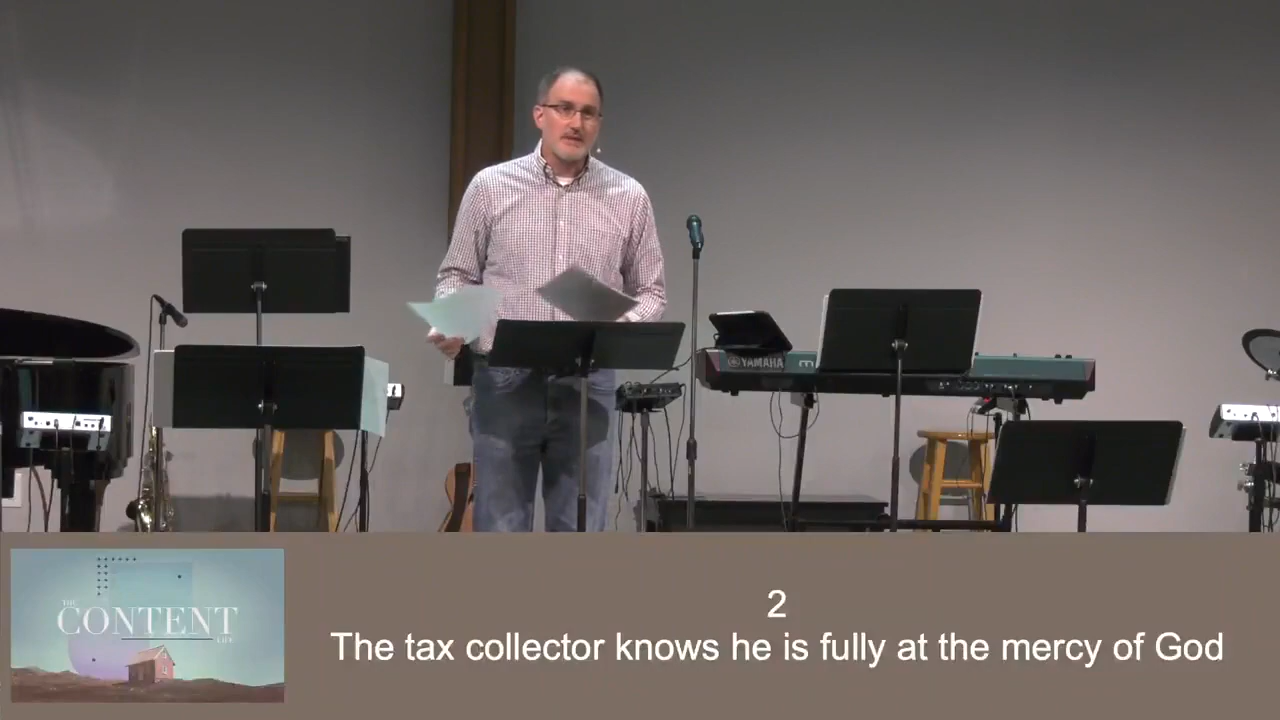 YAMAHA
THE
CONTENT
LIFE
2
The tax collector knows he is fully at the mercy of God